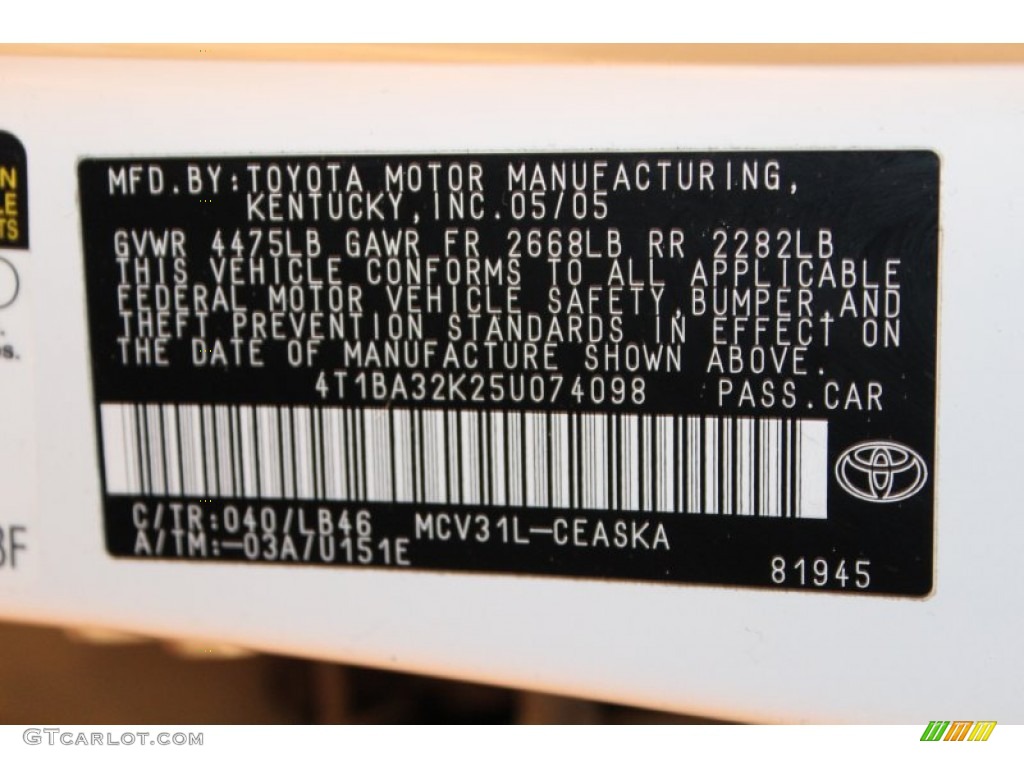 MFD.BY:TOYOTA MOTOR MANUFACTURING,
KENTUCKY,INC.05/05
GVWR 4475LB GAWR FR 2668LB RR 2282LB
THIS VEHICLE CONFORMS TO ALL APPLICABLE
FEDERAL MOTOR VEHICLE SAFETY,BUMPER,AND
THEFT PREVENTION STANDARDS IN EFFECT ON
THE DATE OF MANUFACTURE SHOWN ABOVE.
4T1BA32K25U074098 PASS.CAR
C/TR:040/LB46 MCV31L-CEASKA
A/TM:-03A/U151E
81945
GTCARLOT.COM